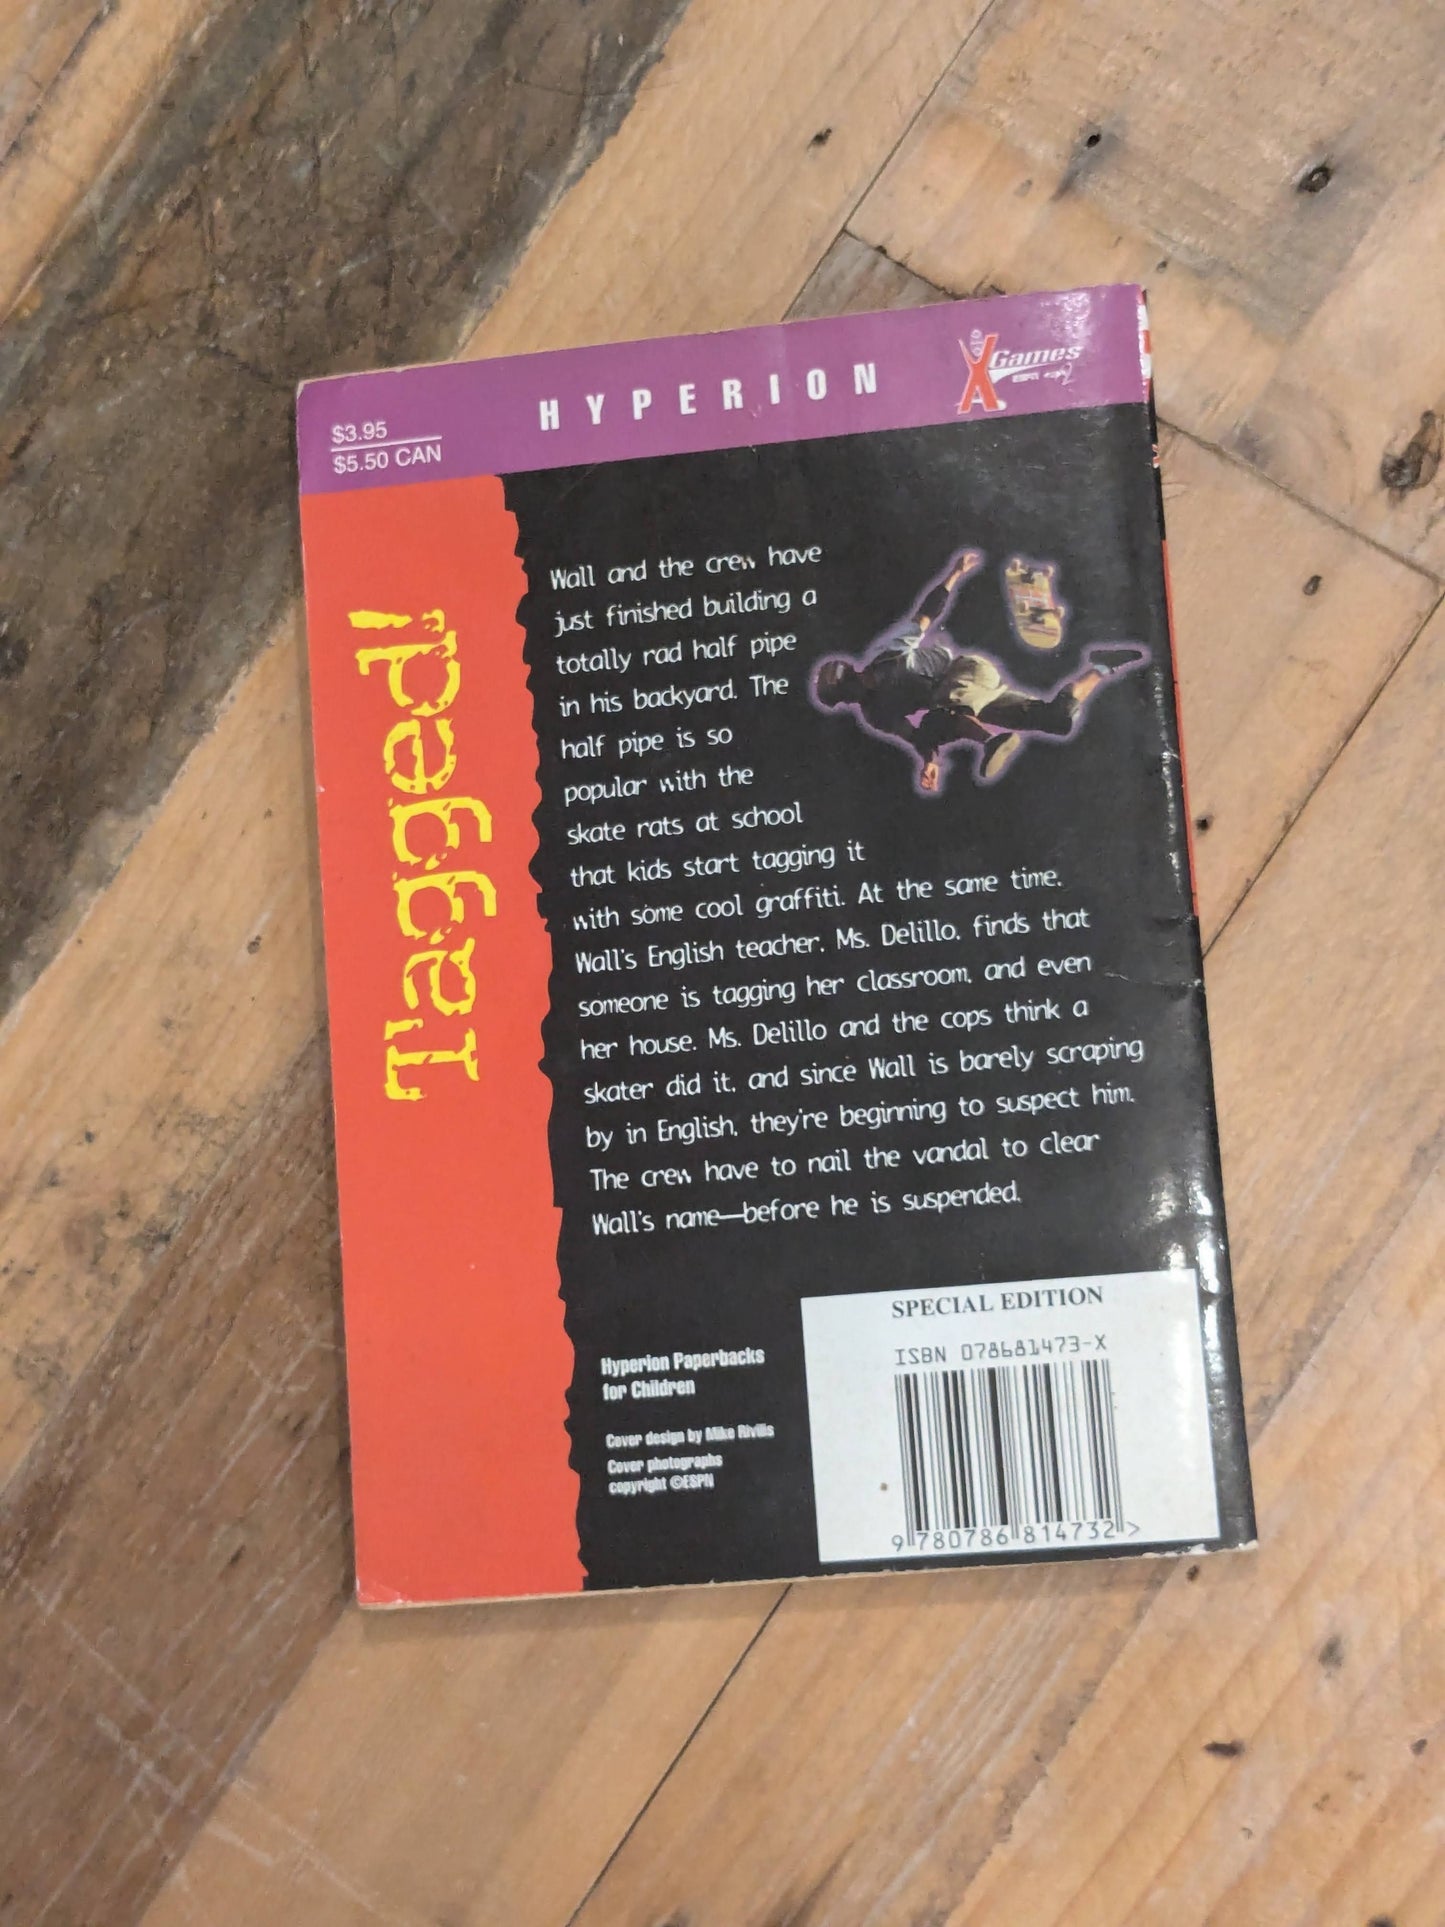 $3.95
$5.50 CAN
HYPERION
X Games
ESPN
Tagged!
Wall and the crew have
just finished building a
totally rad half pipe
in his backyard. The
half pipe is so
popular with the
skate rats at school
that kids start tagging it
with some cool graffiti. At the same time,
Wall's English teacher, Ms. Delillo, finds that
someone is tagging her classroom, and even
her house. Ms. Delillo and the cops think a
skater did it, and since Wall is barely scraping
by in English, they're beginning to suspect him.
The crew have to nail the vandal to clear
Wall's name—before he is suspended.
Hyperion Paperbacks
for Children
Cover design by Mike Rivilis
Cover photographs
copyright ©ESPN
SPECIAL EDITION
ISBN 078681473-X
9 780786 814732 >